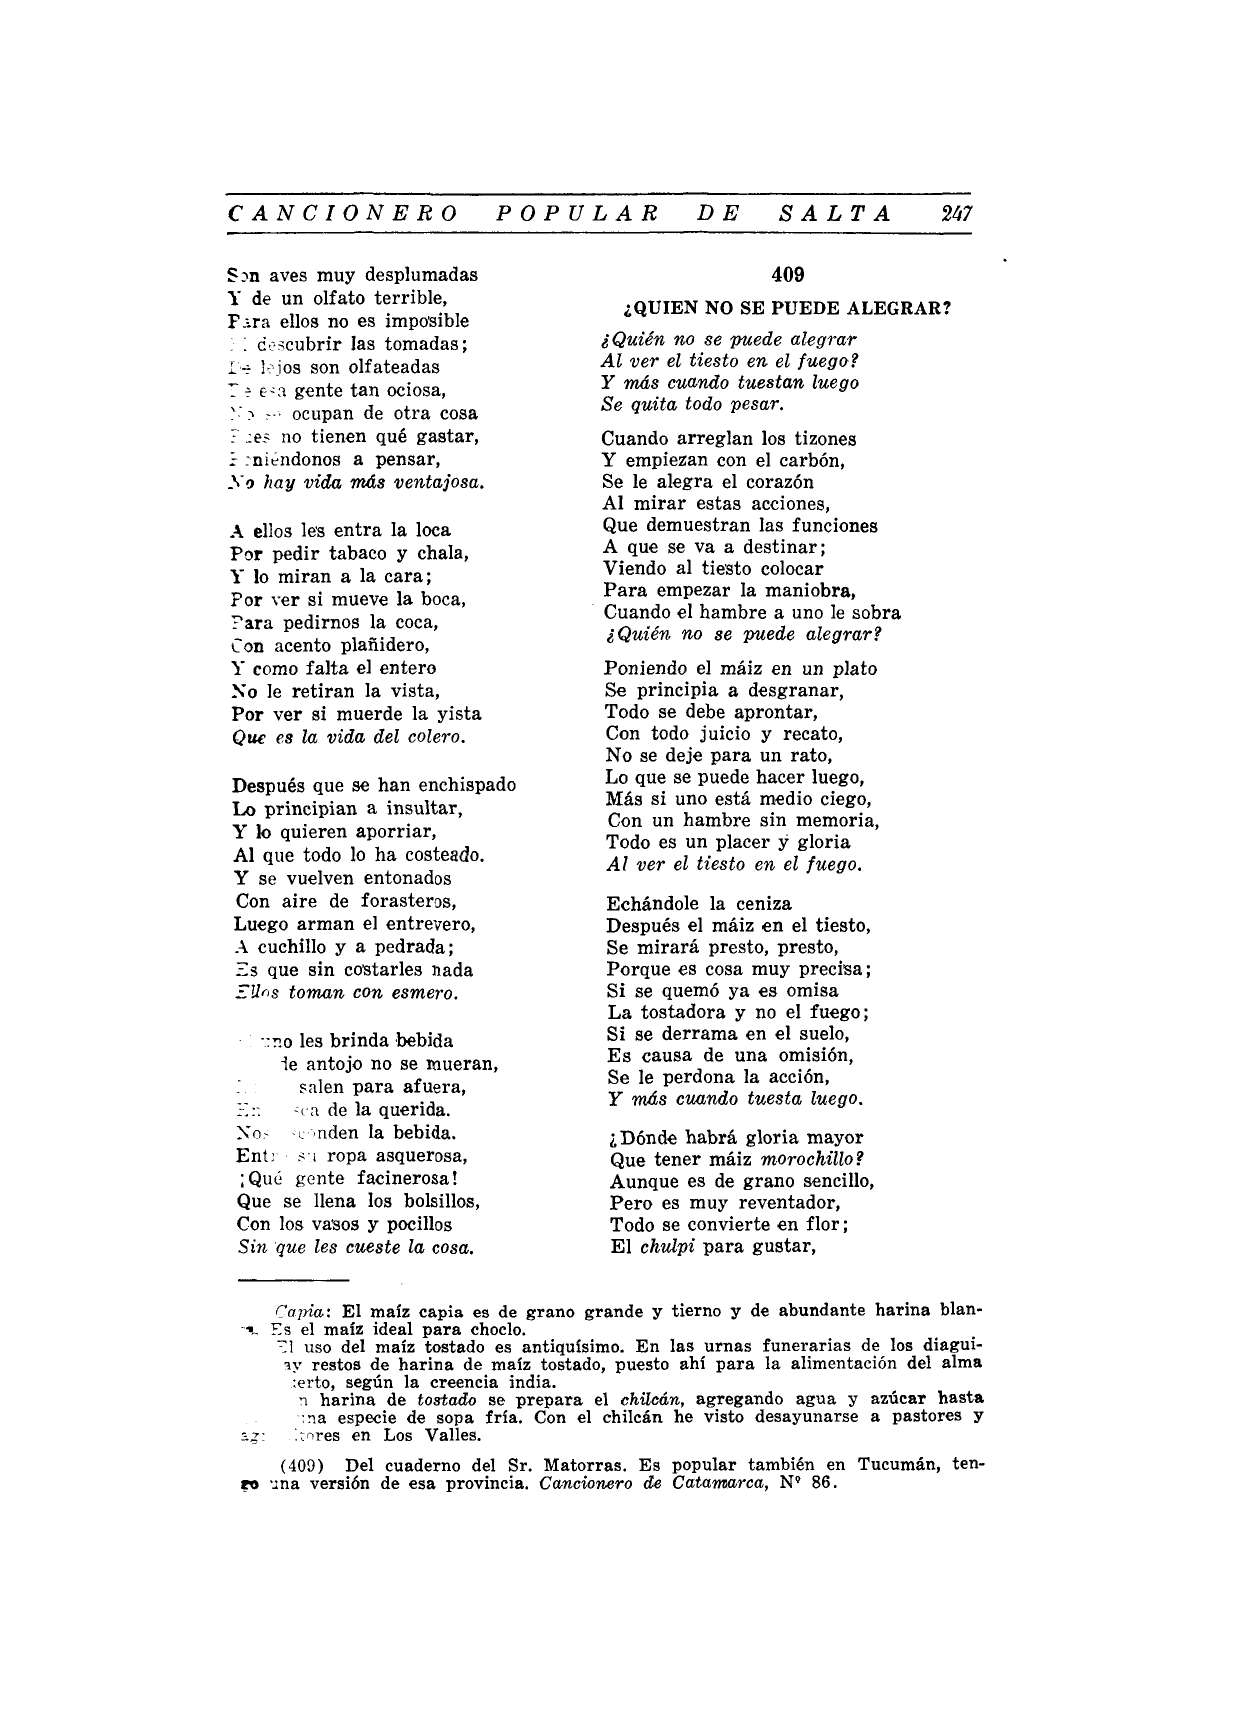 CANCIONERO POPULAR DE SALTA 247
Son aves muy desplumadas
Y de un olfato terrible,
Para ellos no es imposible
descubrir las tomadas;
De lejos son olfateadas
De esa gente tan ociosa,
No se ocupan de otra cosa
Pues no tienen qué gastar,
Poniéndonos a pensar,
No hay vida más ventajosa.
A ellos les entra la loca
Por pedir tabaco y chala,
Y lo miran a la cara;
Por ver si mueve la boca,
Para pedirnos la coca,
Con acento plañidero,
Y como falta el entero
No le retiran la vista,
Por ver si muerde la yista
Que es la vida del colero.
Después que se han enchispado
Lo principian a insultar,
Y lo quieren aporriar,
Al que todo lo ha costeado.
Y se vuelven entonados
Con aire de forasteros,
Luego arman el entrevero,
A cuchillo y a pedrada;
Es que sin costarles nada
Ellos toman con esmero.
uno les brinda bebida
de antojo no se mueran,
salen para afuera,
En de la querida.
Nos esconden la bebida.
Entre su ropa asquerosa,
¡Qué gente facinerosa!
Que se llena los bolsillos,
Con los vasos y pocillos
Sin que les cueste la cosa.
409
¿QUIEN NO SE PUEDE ALEGRAR?
¿Quién no se puede alegrar
Al ver el tiesto en el fuego?
Y más cuando tuestan luego
Se quita todo pesar.
Cuando arreglan los tizones
Y empiezan con el carbón,
Se le alegra el corazón
Al mirar estas acciones,
Que demuestran las funciones
A que se va a destinar;
Viendo al tiesto colocar
Para empezar la maniobra,
Cuando el hambre a uno le sobra
¿Quién no se puede alegrar?
Poniendo el máiz en un plato
Se principia a desgranar,
Todo se debe aprontar,
Con todo juicio y recato,
No se deje para un rato,
Lo que se puede hacer luego,
Más si uno está medio ciego,
Con un hambre sin memoria,
Todo es un placer y gloria
Al ver el tiesto en el fuego.
Echándole la ceniza
Después el máiz en el tiesto,
Se mirará presto, presto,
Porque es cosa muy precisa;
Si se quemó ya es omisa
La tostadora y no el fuego;
Si se derrama en el suelo,
Es causa de una omisión,
Se le perdona la acción,
Y más cuando tuesta luego.
¿Dónde habrá gloria mayor
Que tener máiz morochillo?
Aunque es de grano sencillo,
Pero es muy reventador,
Todo se convierte en flor;
El chulpi para gustar,
Capia: El maíz capia es de grano grande y tierno y de abundante harina blan-
Es el maíz ideal para choclo.
El uso del maíz tostado es antiquísimo. En las urnas funerarias de los diagui-
restos de harina de maíz tostado, puesto ahí para la alimentación del alma
según la creencia india.
harina de tostado se prepara el chilcán, agregando agua y azúcar hasta
una especie de sopa fría. Con el chilcán he visto desayunarse a pastores y
en Los Valles.
(409) Del cuaderno del Sr. Matorras. Es popular también en Tucumán, ten-
go una versión de esa provincia. Cancionero de Catamarca, Nº 86.